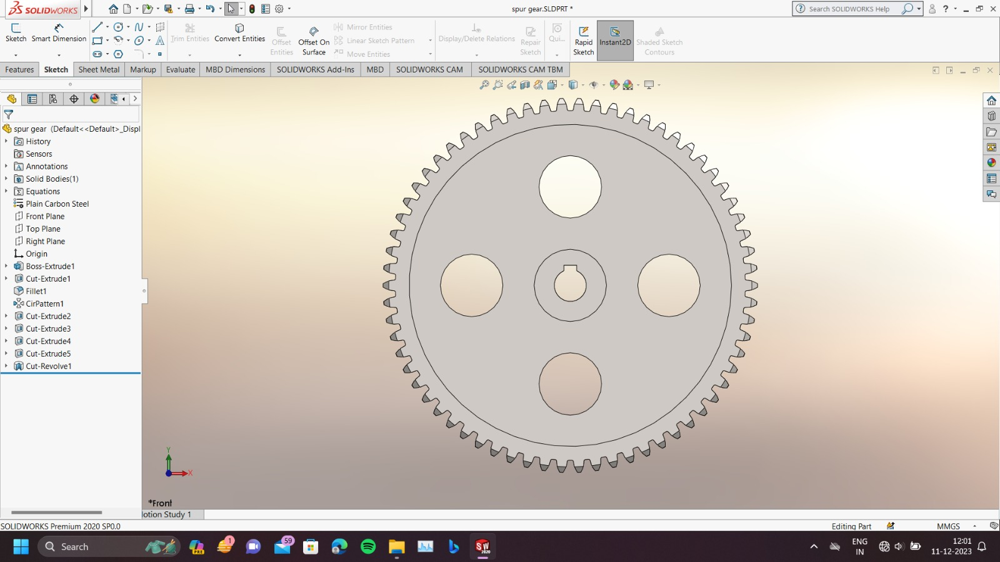 SOLIDWORKS
spur gear.SLDPRT *
Search SOLIDWORKS Help
?
Sketch
Smart Dimension
Trim Entities
Convert Entities
Offset Entities
Offset On Surface
Mirror Entities
Linear Sketch Pattern
Move Entities
Display/Delete Relations
Repair Sketch
Qui...
Rapid Sketch
Instant2D
Shaded Sketch Contours
Features
Sketch
Sheet Metal
Markup
Evaluate
MBD Dimensions
SOLIDWORKS Add-Ins
MBD
SOLIDWORKS CAM
SOLIDWORKS CAM TBM
spur gear (Default<<Default>_Displ
History
Sensors
Annotations
Solid Bodies(1)
Equations
Plain Carbon Steel
Front Plane
Top Plane
Right Plane
Origin
Boss-Extrude1
Cut-Extrude1
Fillet1
CirPattern1
Cut-Extrude2
Cut-Extrude3
Cut-Extrude4
Cut-Extrude5
Cut-Revolve1
Y
X
*Front
otion Study 1
SOLIDWORKS Premium 2020 SP0.0
Editing Part
MMGS
Search
PRE
1
59
SW
2020
ENG
IN
12:01
11-12-2023